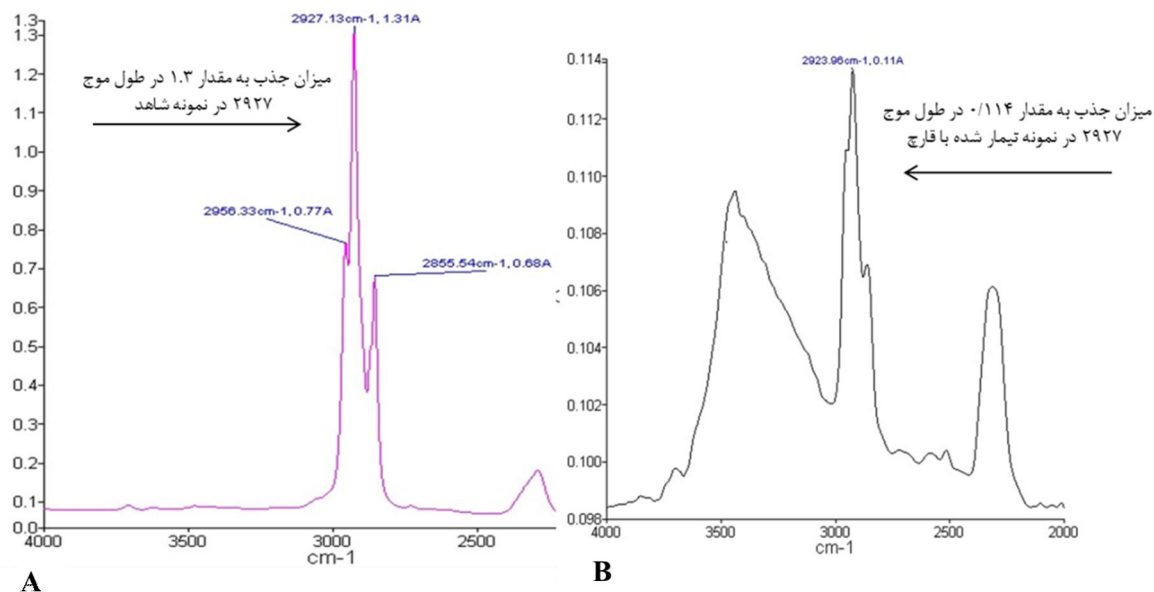 2927.13cm-1, 1.31A
میزان جذب به مقدار ۱.۳ در طول موج
۲۹۲۷ در نمونه شاهد
2956.33cm-1, 0.77A
2855.54cm-1, 0.68A
1.3
1.3
1.2
1.1
1.0
0.9
0.8
0.7
0.6
0.5
0.4
0.3
0.2
0.1
0.0
4000 3500 3000 2500
cm-1
A
2923.96cm-1, 0.11A
میزان جذب به مقدار ۰/۱۱۴ در طول موج
۲۹۲۷ در نمونه تیمار شده با قارچ
0.114
0.112
0.110
0.108
0.106
0.104
0.102
0.100
0.098
4000 3500 3000 2500 2000
cm-1
B